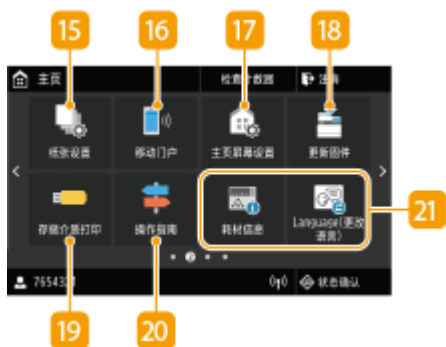 15
16
17
18
主页
检查计数器
注销
纸张设置
移动门户
主页屏幕设置
更新固件
存储介质打印
操作指南
耗材信息
Language(更改
语言)
7654321
状态确认
19
20
21